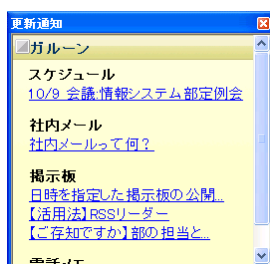 更新通知
ガルーン
スケジュール
10/9 会議:情報システム部定例会
社内メール
社内メールって何?
掲示板
日時を指定した掲示板の公開...
【活用法】RSSリーダー
【ご存知ですか】部の担当と...
電話メモ